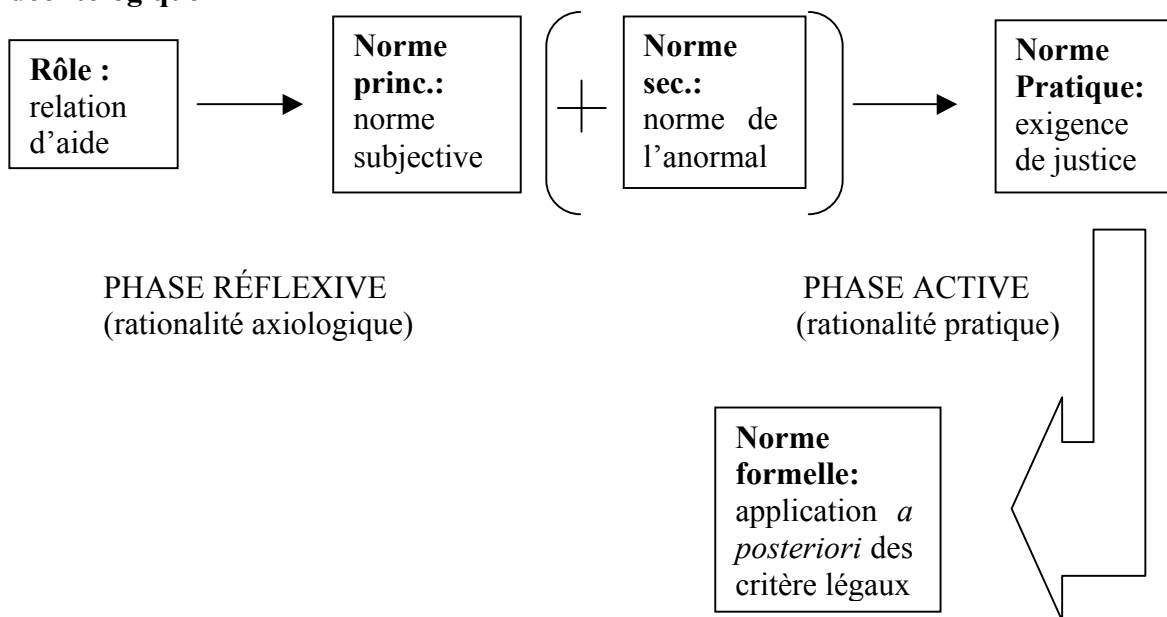 Rôle :
relation
d’aide
Norme
princ.:
norme
subjective
Norme
sec.:
norme de
l’anormal
Norme
Pratique:
exigence
de justice
PHASE RÉFLEXIVE
(rationalité axiologique)
PHASE ACTIVE
(rationalité pratique)
Norme
formelle:
application a
posteriori des
critère légaux